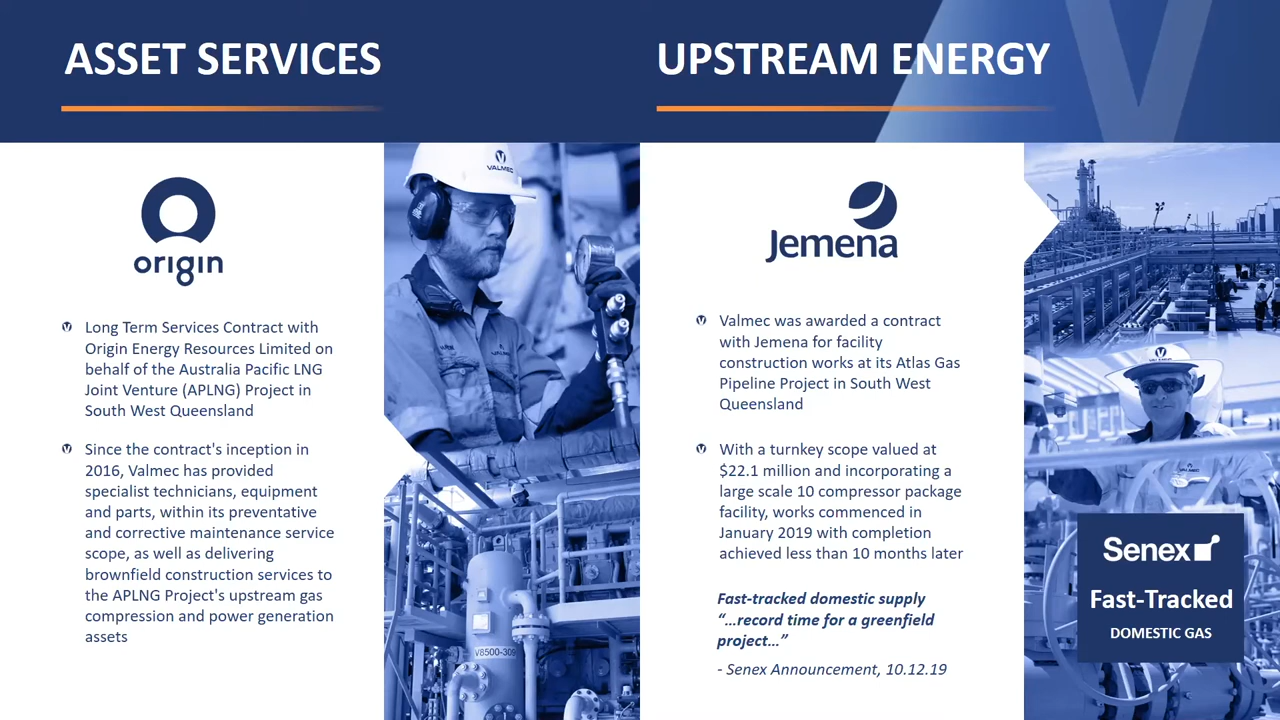 ASSET SERVICES
origin
Long Term Services Contract with
Origin Energy Resources Limited on
behalf of the Australia Pacific LNG
Joint Venture (APLNG) Project in
South West Queensland
Since the contract's inception in
2016, Valmec has provided
specialist technicians, equipment
and parts, within its preventative
and corrective maintenance service
scope, as well as delivering
brownfield construction services to
the APLNG Project's upstream gas
compression and power generation
assets
VALMEC
V8500-309
UPSTREAM ENERGY
Jemena
Valmec was awarded a contract
with Jemena for facility
construction works at its Atlas Gas
Pipeline Project in South West
Queensland
With a turnkey scope valued at
$22.1 million and incorporating a
large scale 10 compressor package
facility, works commenced in
January 2019 with completion
achieved less than 10 months later
Fast-tracked domestic supply
“…record time for a greenfield
project…”
- Senex Announcement, 10.12.19
VALMEC
Senex
Fast-Tracked
DOMESTIC GAS